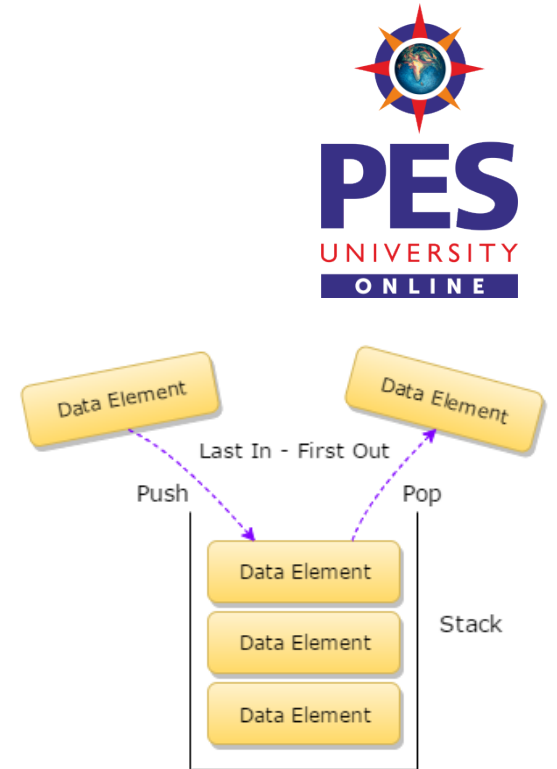 PES
UNIVERSITY
ONLINE
Data Element
Data Element
Last In - First Out
Push
Pop
Data Element
Stack
Data Element
Data Element